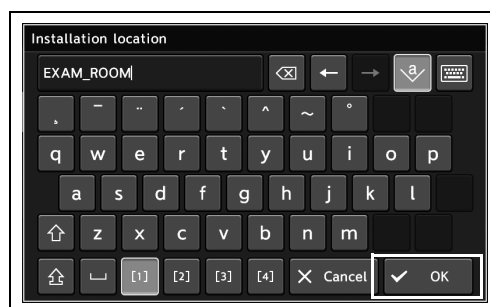 Installation location
EXAM_ROOM
← → a
¸ ¯ ¨ ´ ` ^ ~ °
q w e r t y u i o p
a s d f g h j k l
z x c v b n m
[1] [2] [3] [4] Cancel OK